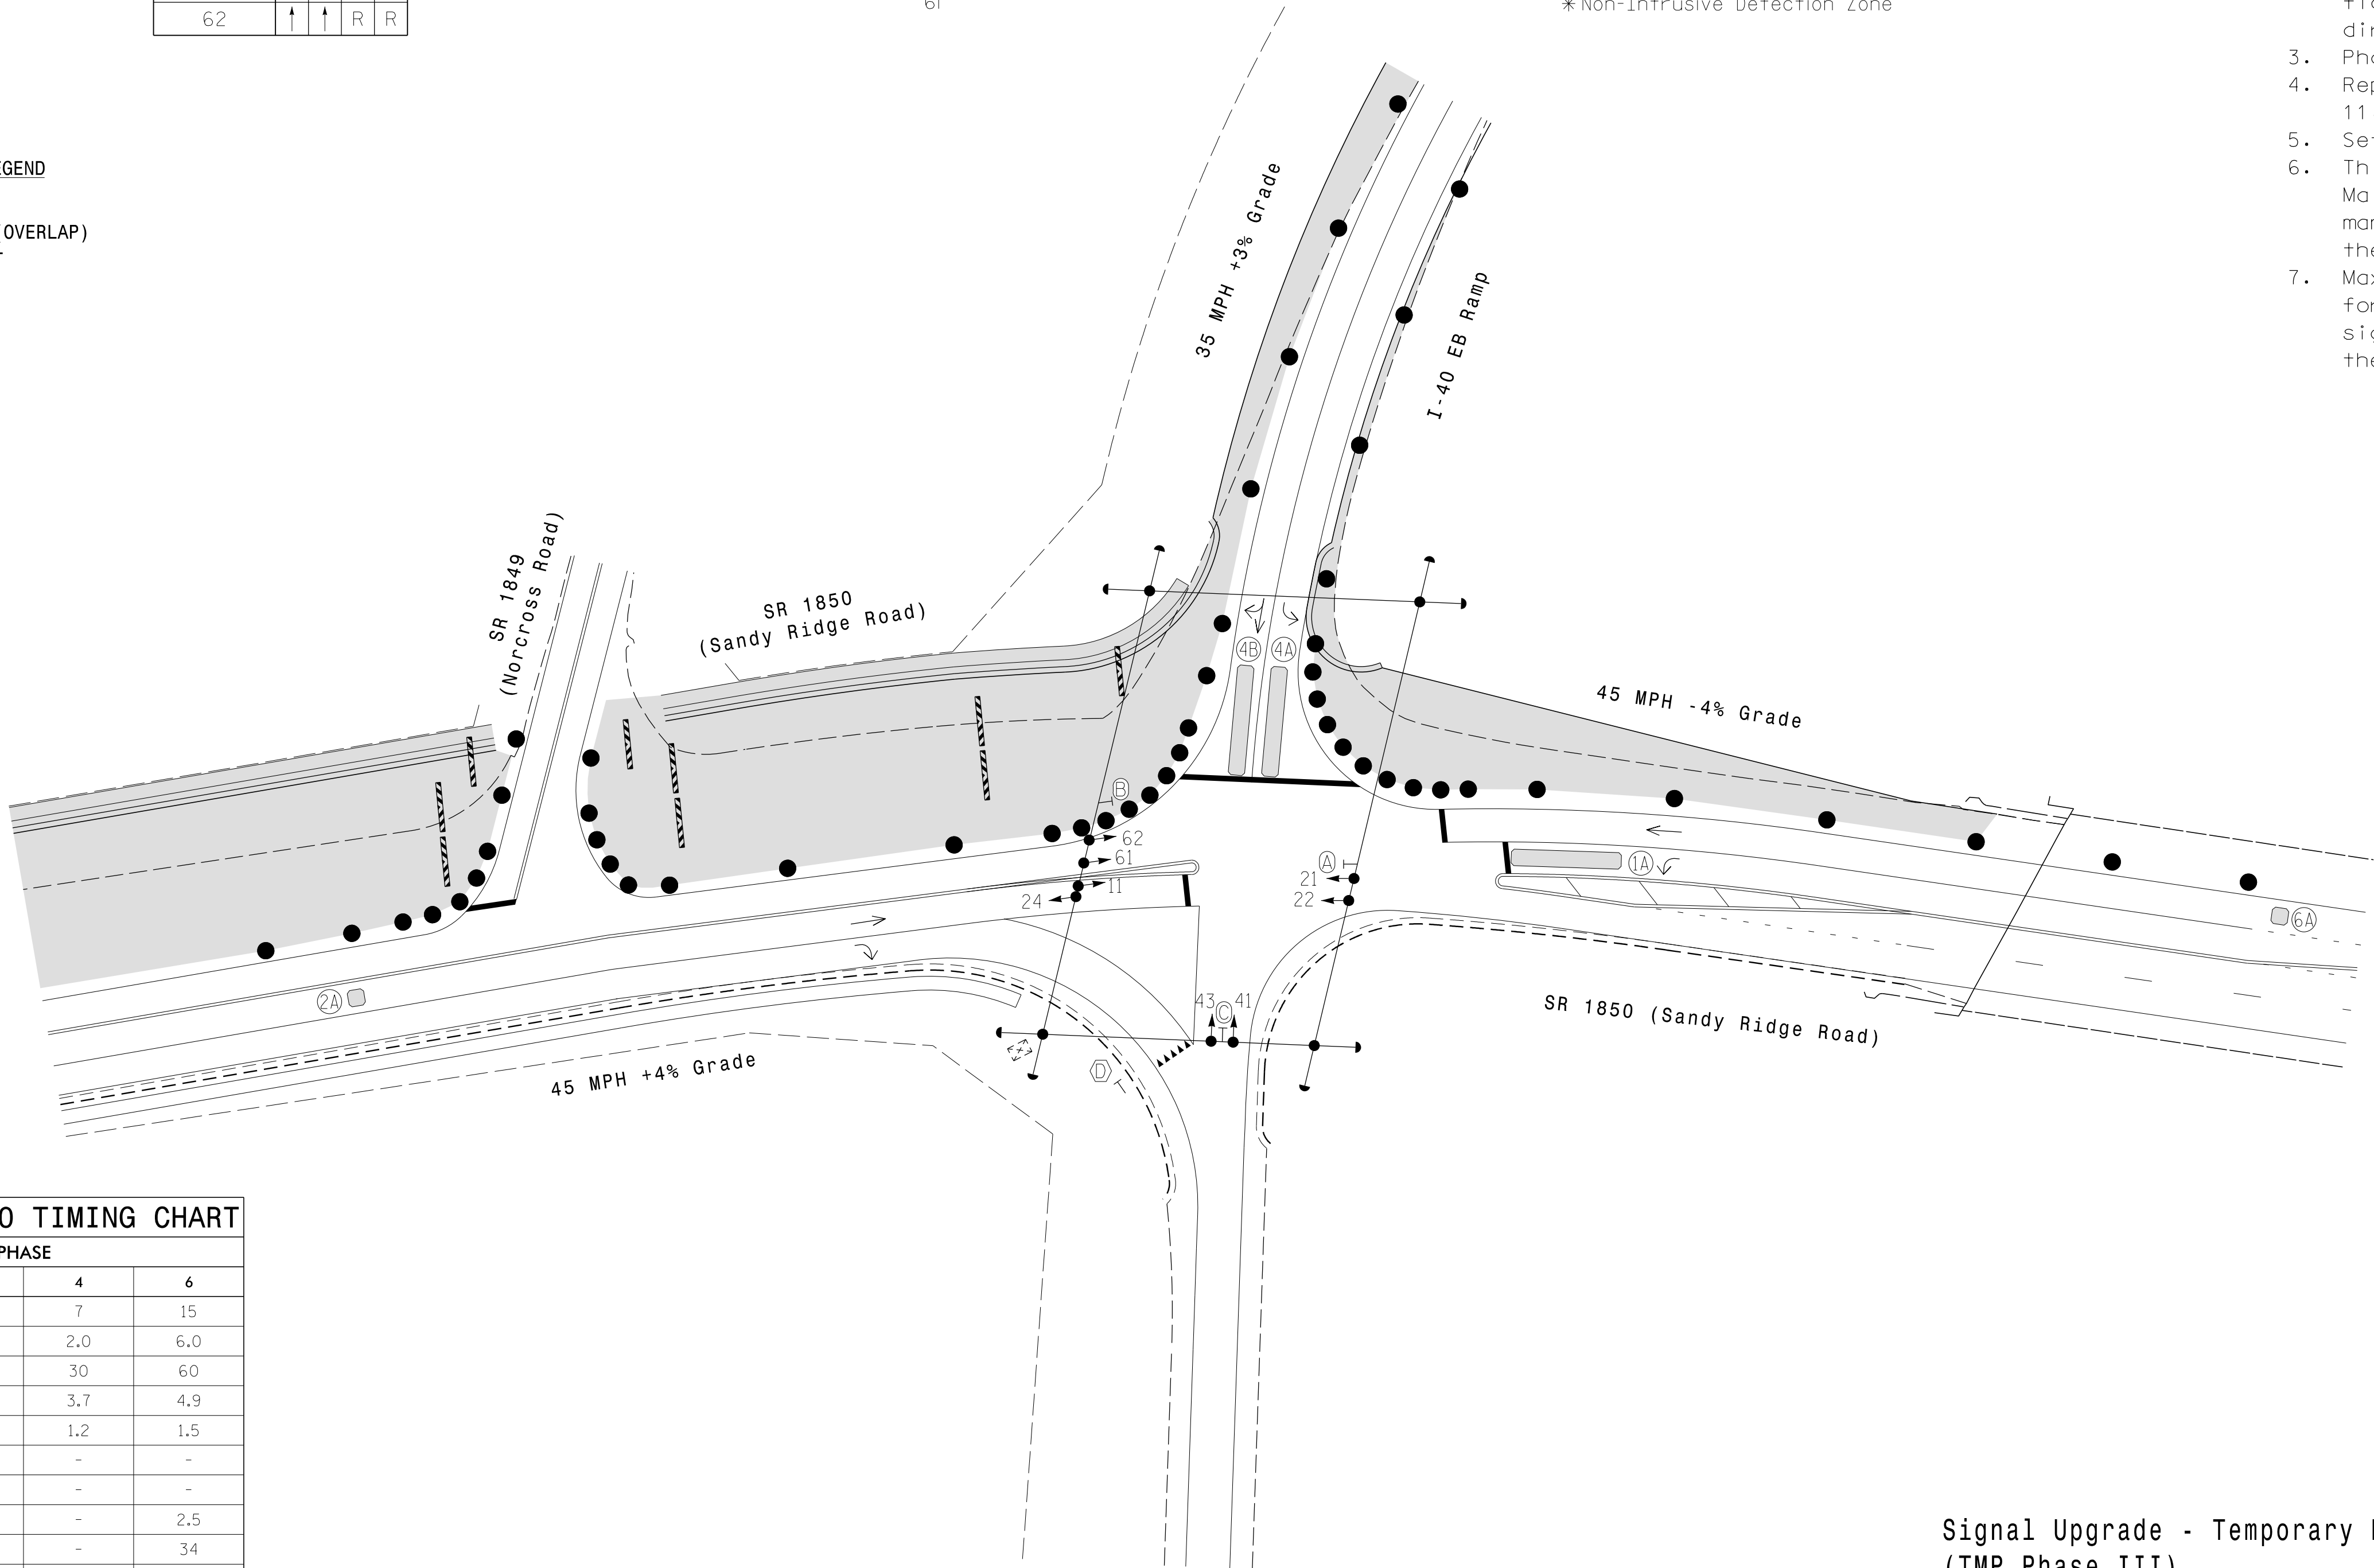 62 R R
61
✳ Non-Intrusive Detection Zone
3.
4.
11
5.
6.
the
7.
(OVERLAP)
35 MPH +3% Grade
I-40 EB Ramp
SR 1849
(Norcross Road)
SR 1850
(Sandy Ridge Road)
4B
4A
45 MPH -4% Grade
B
62
61
11
24
A
21
22
1A
6A
2A
43
C
41
D
SR 1850 (Sandy Ridge Road)
45 MPH +4% Grade
TIMING CHART
PHASE
4 6
7 15
2.0 6.0
30 60
3.7 4.9
1.2 1.5
- -
- -
- 2.5
- 34
Signal Upgrade - Temporary
(TMP Phase III)